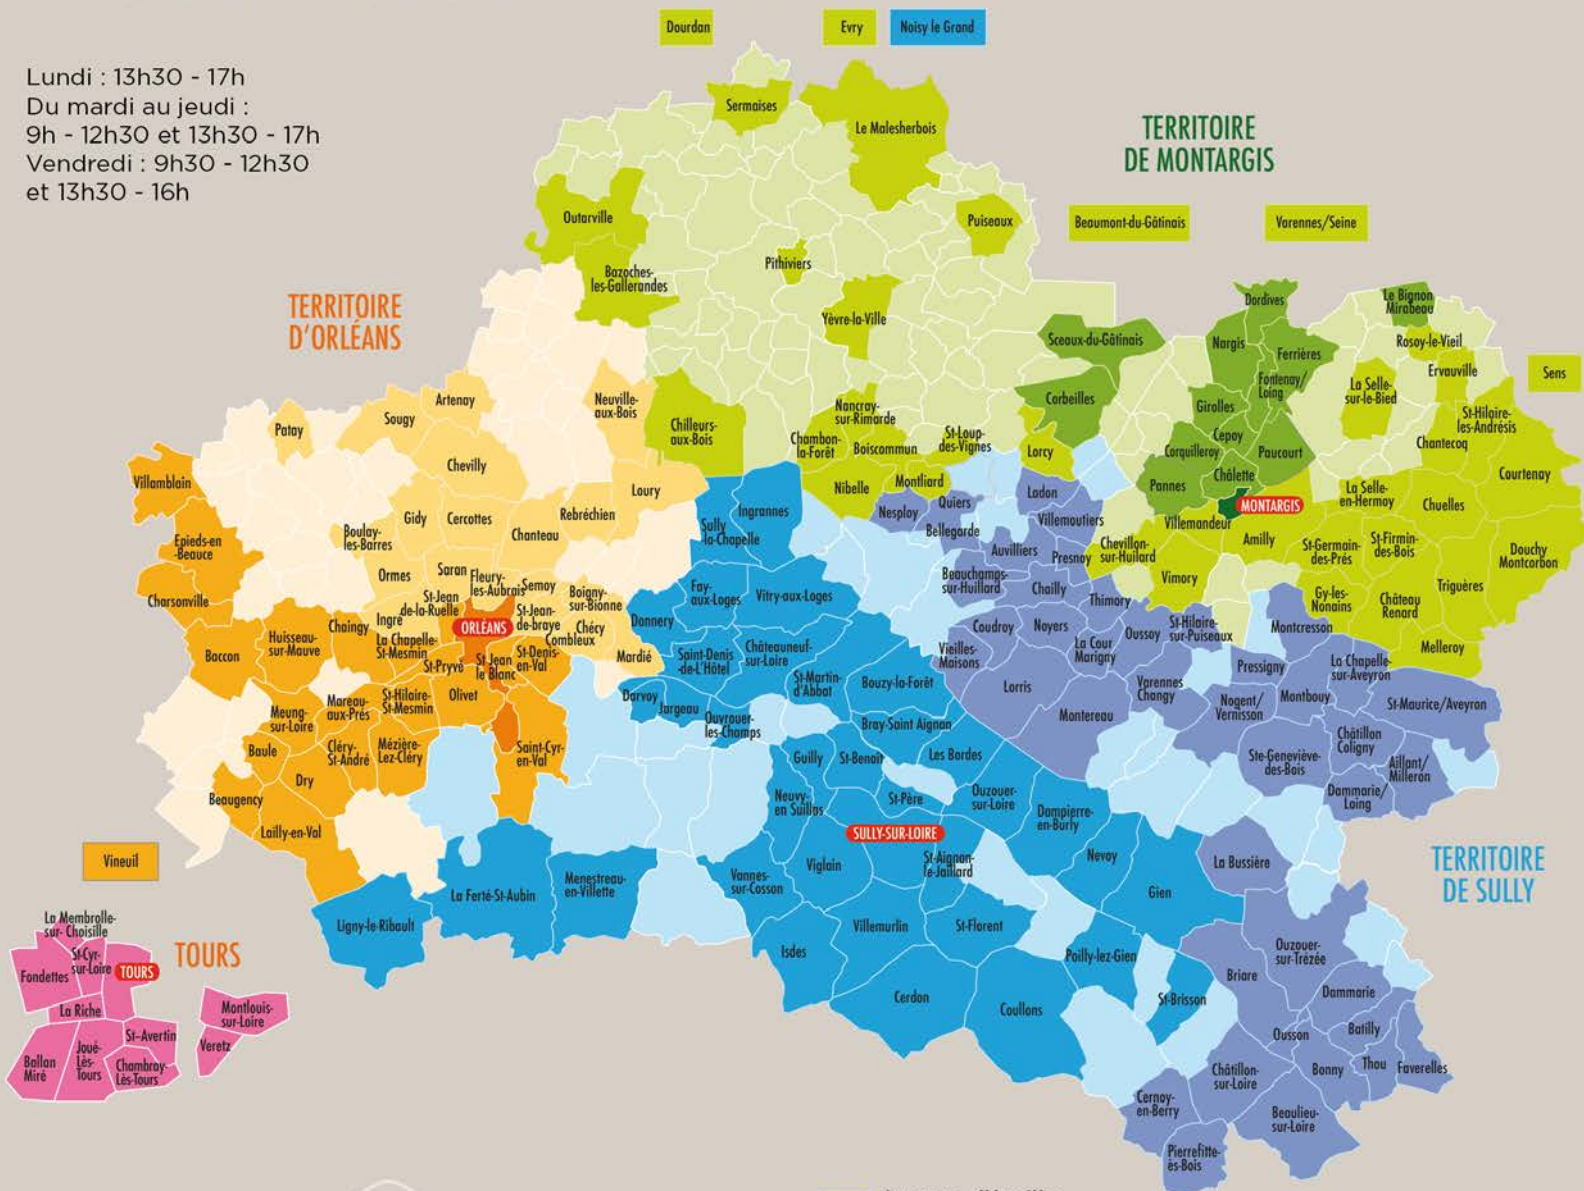 Dourdan
Evry
Noisy le Grand
Lundi : 13h30 - 17h
Du mardi au jeudi :
9h - 12h30 et 13h30 - 17h
Vendredi : 9h30 - 12h30
et 13h30 - 16h
Sermaises
Le Malesherbois
TERRITOIRE
DE MONTARGIS
Outarville
Puiseaux
Beaumont-du-Gâtinais
Varennes/Seine
Pithiviers
Bazoches-
les-Gallerandes
TERRITOIRE
D'ORLÉANS
Yèvre-la-Ville
Dordives
Le Bignon
Mirabeau
Sceaux-du-Gâtinais
Nargis
Ferrières
Rosoy-le-Vieil
Ervauville
Sens
Fontenay/
Loing
La Selle-
sur-le-Bied
Corbeilles
Girolles
St-Hilaire-
les-Andrésis
Chantecoq
Artenay
Sougy
Patay
Neuville-
aux-Bois
Chilleurs-
aux-Bois
Nancray-
sur-Rimarde
Chambon-
la-Forêt
Boiscommun
St-Loup-
des-Vignes
Lorcy
Cepoy
Corquilleroy
Paucourt
Châlette
Pannes
MONTARGIS
Courtenay
La Selle-
en-Hermoy
Chuelles
Chevilly
Villamblain
Loury
Nibelle
Montliard
Quiers
Nesploy
Bellegarde
Ladon
Villemoutiers
Villemandeur
Amilly
St-Germain-
des-Prés
St-Firmin-
des-Bois
Douchy
Montcorbon
Gidy
Cercottes
Rebréchien
Chanteau
Boulay-
les-Barres
Epieds-en
-Beauce
Sully
-la-Chapelle
Ingrannes
Auvilliers
Presnoy
Chevillon-
sur-Huilard
Vimory
Ormes
Saran
Fleury-
les-Aubrais
Semoy
Boigny-
sur-Bionne
Fay-
aux-Loges
Vitry-aux-Loges
Beauchamps-
sur-Huillard
Chailly
Thimory
Gy-les-
Nonains
Château
Renard
Triguères
Charsonville
St-Jean
de-la-Ruelle
ORLÉANS
St-Jean-
de-braye
Chécy
Combleux
Donnery
Chaingy
Ingre
Huisseau-
sur-Mauve
La Chapelle-
St-Mesmin
Baccon
St-Pryvé
St Jean
le Blanc
St-Denis-
en-Val
Mardié
Saint-Denis
-de-L'Hôtel
Châteauneuf-
sur-Loire
Coudroy
Noyers
Oussoy
St-Hilaire-
sur-Puiseaux
Montcresson
Melleroy
Vieilles-
Maisons
La Cour
Marigny
Pressigny
La Chapelle-
sur-Aveyron
St-Martin-
d'Abbat
Bouzy-la-Forêt
Lorris
Varennes
Changy
Nogent/
Vernisson
Montbouy
St-Maurice/Aveyron
Mareau-
aux-Prés
St-Hilaire-
St-Mesmin
Olivet
Darvoy
Jargeau
Ouvrouer-
les-Champs
Bray-Saint Aignan
Montereau
Meung-
sur-Loire
Baule
Cléry-
St-André
Mézière-
Lez-Cléry
Saint-Cyr-
en-Val
Guilly
St-Benoit
Les Bordes
Ste-Geneviève-
des-Bois
Châtillon
Coligny
Aillant/
Milleron
Dammarie/
Loing
Dry
Beaugency
Lailly-en-Val
Neuvy-
en Sullias
St-Père
Ouzouer-
sur-Loire
Dampierre-
en-Burly
SULLY-SUR-LOIRE
Vineuil
Viglain
St-Aignan-
le-Jaillard
Nevoy
La Bussière
TERRITOIRE
DE SULLY
La Ferté-St-Aubin
Menestreau-
en-Villette
Vannes-
sur-Cosson
Gien
Ligny-le-Ribault
Villemurlin
St-Florent
Isdes
Poilly-lez-Gien
Ouzouer-
sur-Trézée
Briare
La Membrolle-
sur- Choisille
St-Cyr-
sur-Loire
TOURS
TOURS
Fondettes
Cerdon
Coullons
St-Brisson
Dammarie
La Riche
Montlouis-
sur-Loire
St-Avertin
Veretz
Ousson
Batilly
Ballan
Miré
Joué-
Lès-
Tours
Chambray-
Lès-Tours
Châtillon-
sur-Loire
Bonny
Thou
Faverelles
Cernoy-
en-Berry
Beaulieu-
sur-Loire
Pierrefitte-
ès-Bois